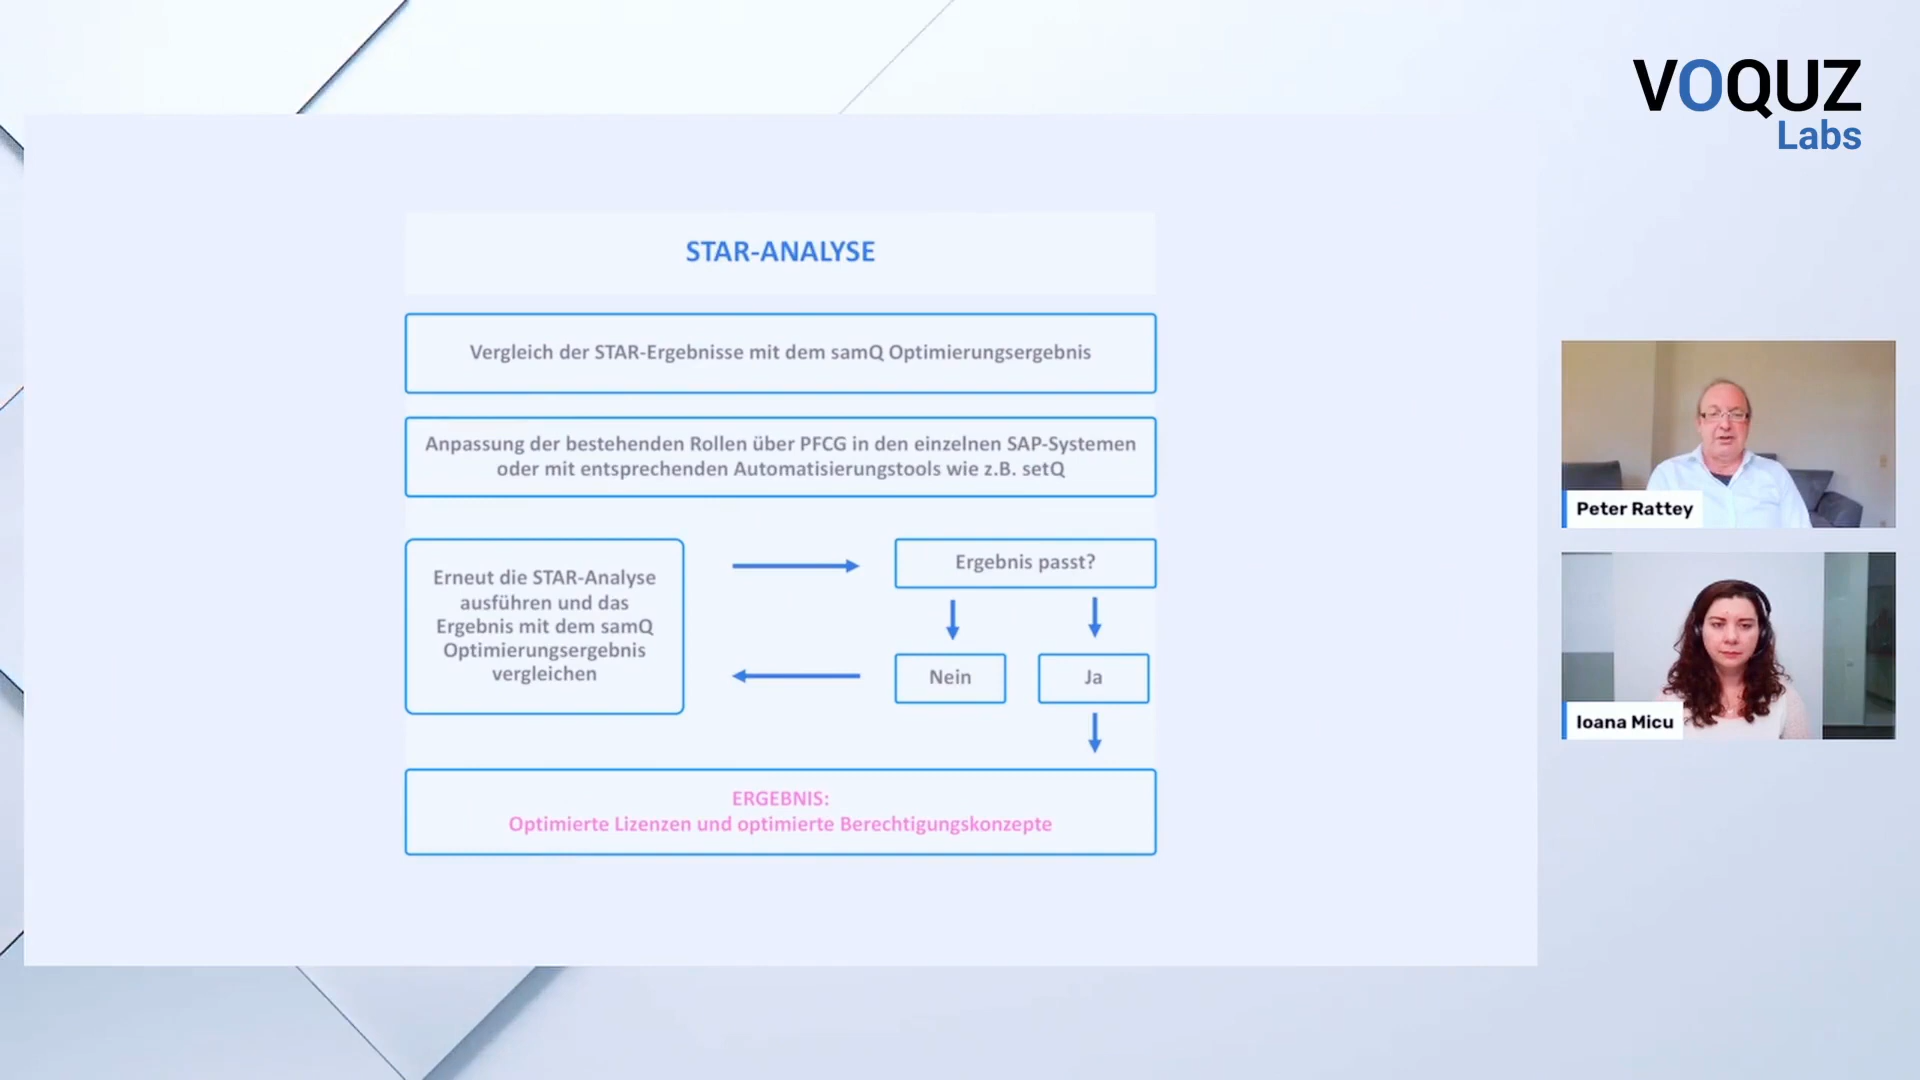 VOQUZ
Labs
STAR-ANALYSE
Vergleich der STAR-Ergebnisse mit dem samQ Optimierungsergebnis
Anpassung der bestehenden Rollen über PFCG in den einzelnen SAP-Systemen
oder mit entsprechenden Automatisierungstools wie z.B. setQ
Erneut die STAR-Analyse
ausführen und das
Ergebnis mit dem samQ
Optimierungsergebnis
vergleichen
Ergebnis passt?
Nein
Ja
ERGEBNIS:
Optimierte Lizenzen und optimierte Berechtigungskonzepte
Peter Rattey
Ioana Micu